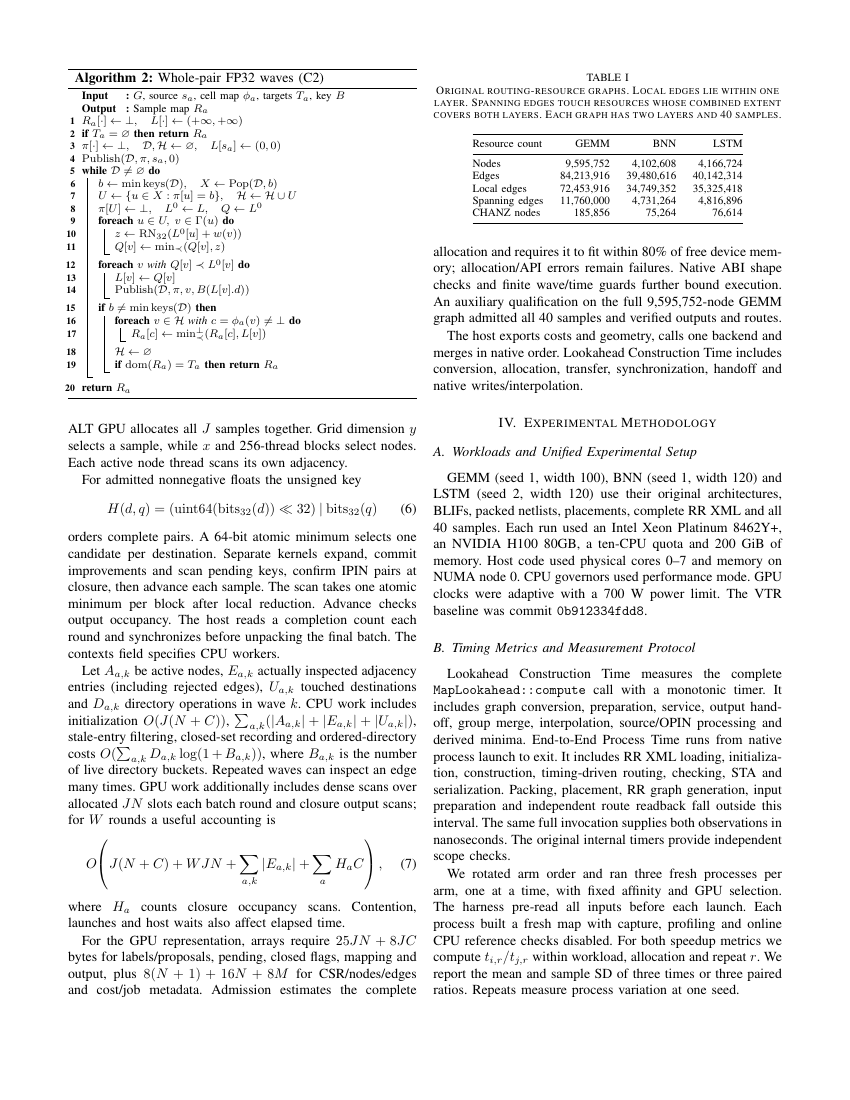 Algorithm 2: Whole-pair FP32 waves (C2)
Input : G, source s_a, cell map ϕ_a, targets T_a, key B
Output : Sample map R_a
1 R_a[·] ← ⊥, L[·] ← (+∞, +∞)
2 if T_a = ∅ then return R_a
3 π[·] ← ⊥, 𝒟, ℋ ← ∅, L[s_a] ← (0, 0)
4 Publish(𝒟, π, s_a, 0)
5 while 𝒟 ≠ ∅ do
6 b ← min keys(𝒟), X ← Pop(𝒟, b)
7 U ← {u ∈ X : π[u] = b}, ℋ ← ℋ ∪ U
8 π[U] ← ⊥, L⁰ ← L, Q ← L⁰
9 foreach u ∈ U, v ∈ Γ(u) do
10 z ← RN₃₂(L⁰[u] + w(v))
11 Q[v] ← min_≺(Q[v], z)
12 foreach v with Q[v] ≺ L⁰[v] do
13 L[v] ← Q[v]
14 Publish(𝒟, π, v, B(L[v].d))
15 if b ≠ min keys(𝒟) then
16 foreach v ∈ ℋ with c = ϕ_a(v) ≠ ⊥ do
17 R_a[c] ← min^⊥_≺(R_a[c], L[v])
18 ℋ ← ∅
19 if dom(R_a) = T_a then return R_a
20 return R_a
ALT GPU allocates all J samples together. Grid dimension y
selects a sample, while x and 256-thread blocks select nodes.
Each active node thread scans its own adjacency.
For admitted nonnegative floats the unsigned key
H(d, q) = (uint64(bits₃₂(d)) ≪ 32) | bits₃₂(q) (6)
orders complete pairs. A 64-bit atomic minimum selects one
candidate per destination. Separate kernels expand, commit
improvements and scan pending keys, confirm IPIN pairs at
closure, then advance each sample. The scan takes one atomic
minimum per block after local reduction. Advance checks
output occupancy. The host reads a completion count each
round and synchronizes before unpacking the final batch. The
contexts field specifies CPU workers.
Let A_{a,k} be active nodes, E_{a,k} actually inspected adjacency
entries (including rejected edges), U_{a,k} touched destinations
and D_{a,k} directory operations in wave k. CPU work includes
initialization O(J(N + C)), ∑_{a,k}(|A_{a,k}| + |E_{a,k}| + |U_{a,k}|),
stale-entry filtering, closed-set recording and ordered-directory
costs O(∑_{a,k} D_{a,k} log(1 + B_{a,k})), where B_{a,k} is the number
of live directory buckets. Repeated waves can inspect an edge
many times. GPU work additionally includes dense scans over
allocated JN slots each batch round and closure output scans;
for W rounds a useful accounting is
O(J(N + C) + WJN + ∑_{a,k} |E_{a,k}| + ∑_a H_aC), (7)
where H_a counts closure occupancy scans. Contention,
launches and host waits also affect elapsed time.
For the GPU representation, arrays require 25JN + 8JC
bytes for labels/proposals, pending, closed flags, mapping and
output, plus 8(N + 1) + 16N + 8M for CSR/nodes/edges
and cost/job metadata. Admission estimates the complete
TABLE I
ORIGINAL ROUTING-RESOURCE GRAPHS. LOCAL EDGES LIE WITHIN ONE
LAYER. SPANNING EDGES TOUCH RESOURCES WHOSE COMBINED EXTENT
COVERS BOTH LAYERS. EACH GRAPH HAS TWO LAYERS AND 40 SAMPLES.
Resource count GEMM BNN LSTM
Nodes 9,595,752 4,102,608 4,166,724
Edges 84,213,916 39,480,616 40,142,314
Local edges 72,453,916 34,749,352 35,325,418
Spanning edges 11,760,000 4,731,264 4,816,896
CHANZ nodes 185,856 75,264 76,614
allocation and requires it to fit within 80% of free device mem-
ory; allocation/API errors remain failures. Native ABI shape
checks and finite wave/time guards further bound execution.
An auxiliary qualification on the full 9,595,752-node GEMM
graph admitted all 40 samples and verified outputs and routes.
The host exports costs and geometry, calls one backend and
merges in native order. Lookahead Construction Time includes
conversion, allocation, transfer, synchronization, handoff and
native writes/interpolation.
IV. EXPERIMENTAL METHODOLOGY
A. Workloads and Unified Experimental Setup
GEMM (seed 1, width 100), BNN (seed 1, width 120) and
LSTM (seed 2, width 120) use their original architectures,
BLIFs, packed netlists, placements, complete RR XML and all
40 samples. Each run used an Intel Xeon Platinum 8462Y+,
an NVIDIA H100 80GB, a ten-CPU quota and 200 GiB of
memory. Host code used physical cores 0–7 and memory on
NUMA node 0. CPU governors used performance mode. GPU
clocks were adaptive with a 700 W power limit. The VTR
baseline was commit 0b912334fdd8.
B. Timing Metrics and Measurement Protocol
Lookahead Construction Time measures the complete
MapLookahead::compute call with a monotonic timer. It
includes graph conversion, preparation, service, output hand-
off, group merge, interpolation, source/OPIN processing and
derived minima. End-to-End Process Time runs from native
process launch to exit. It includes RR XML loading, initializa-
tion, construction, timing-driven routing, checking, STA and
serialization. Packing, placement, RR graph generation, input
preparation and independent route readback fall outside this
interval. The same full invocation supplies both observations in
nanoseconds. The original internal timers provide independent
scope checks.
We rotated arm order and ran three fresh processes per
arm, one at a time, with fixed affinity and GPU selection.
The harness pre-read all inputs before each launch. Each
process built a fresh map with capture, profiling and online
CPU reference checks disabled. For both speedup metrics we
compute t_{i,r}/t_{j,r} within workload, allocation and repeat r. We
report the mean and sample SD of three times or three paired
ratios. Repeats measure process variation at one seed.